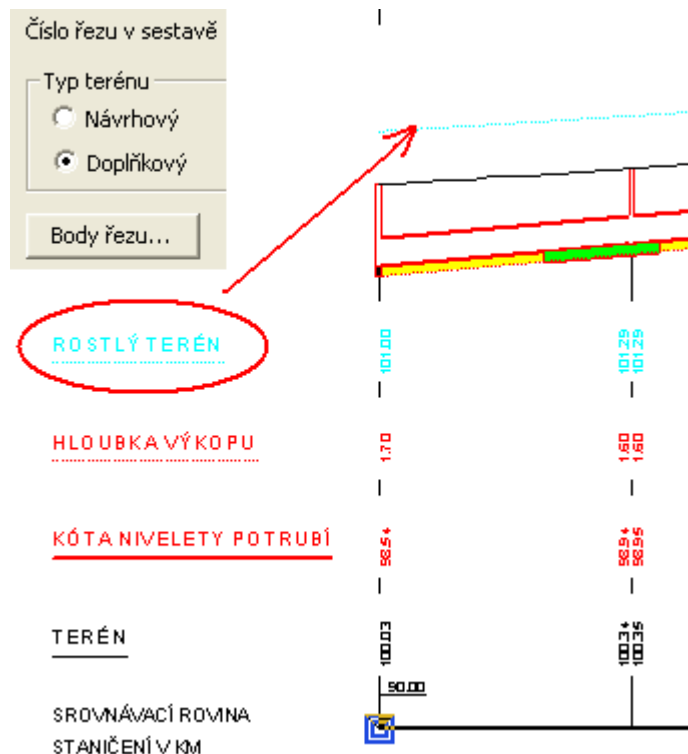 Číslo řezu v sestavě
Typ terénu
Návrhový
Doplňkový
Body řezu...
ROSTLÝ TERÉN
101.00
101.29
101.29
HLOUBKA VÝKOPU
1.70
1.60
1.60
KÓTA NIVELETY POTRUBÍ
98.54
98.94
98.95
TERÉN
100.03
100.34
100.35
90.00
SROVNÁVACÍ ROVINA
STANIČENÍ V KM